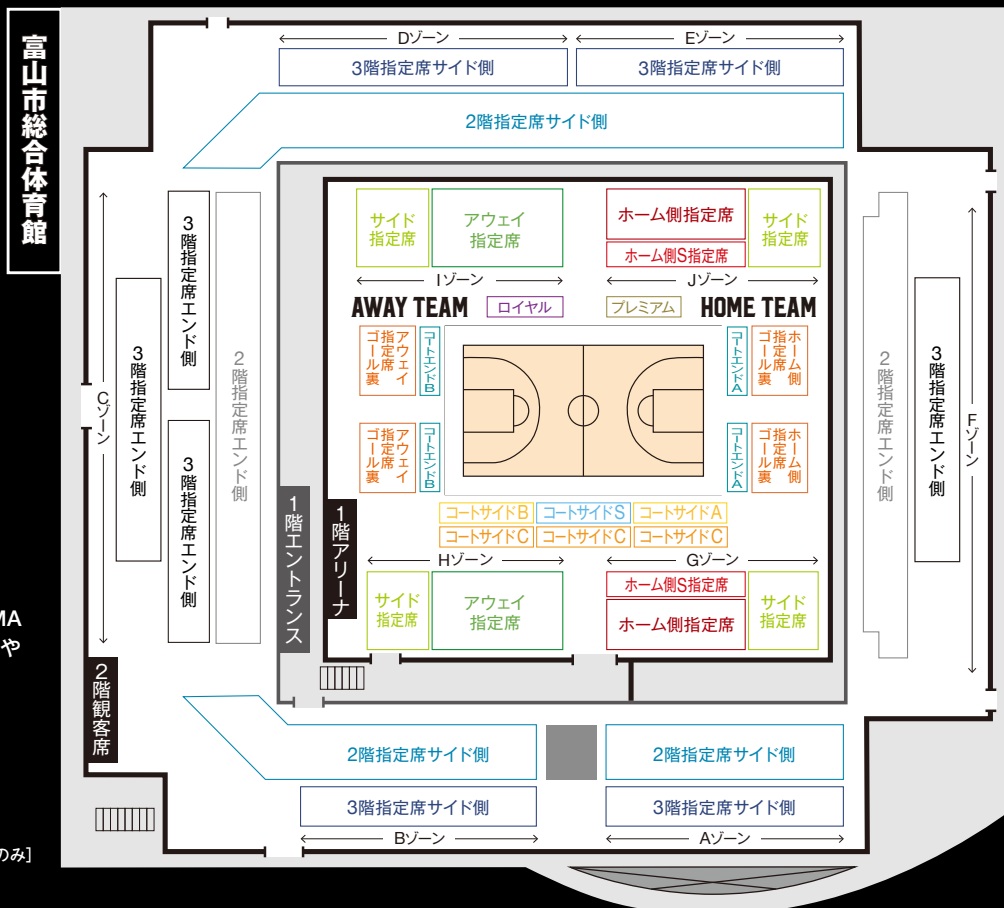 富山市総合体育館
Dゾーン
Eゾーン
3階指定席サイド側
3階指定席サイド側
2階指定席サイド側
サイド
指定席
アウェイ
指定席
ホーム側指定席
ホーム側S指定席
サイド
指定席
Iゾーン
Jゾーン
AWAY TEAM
ロイヤル
プレミアム
HOME TEAM
Cゾーン
3階指定席エンド側
3階指定席エンド側
3階指定席エンド側
2階指定席エンド側
アウェイ
指定席
ゴール裏
コートエンドB
コートエンドA
ホーム側
指定席
ゴール裏
アウェイ
指定席
ゴール裏
コートエンドB
コートエンドA
ホーム側
指定席
ゴール裏
2階指定席エンド側
3階指定席エンド側
Fゾーン
1階エントランス
1階アリーナ
コートサイドB
コートサイドS
コートサイドA
コートサイドC
コートサイドC
コートサイドC
Hゾーン
Gゾーン
サイド
指定席
アウェイ
指定席
ホーム側S指定席
ホーム側指定席
サイド
指定席
MA
や
2階観客席
2階指定席サイド側
2階指定席サイド側
3階指定席サイド側
3階指定席サイド側
Bゾーン
Aゾーン
のみ]